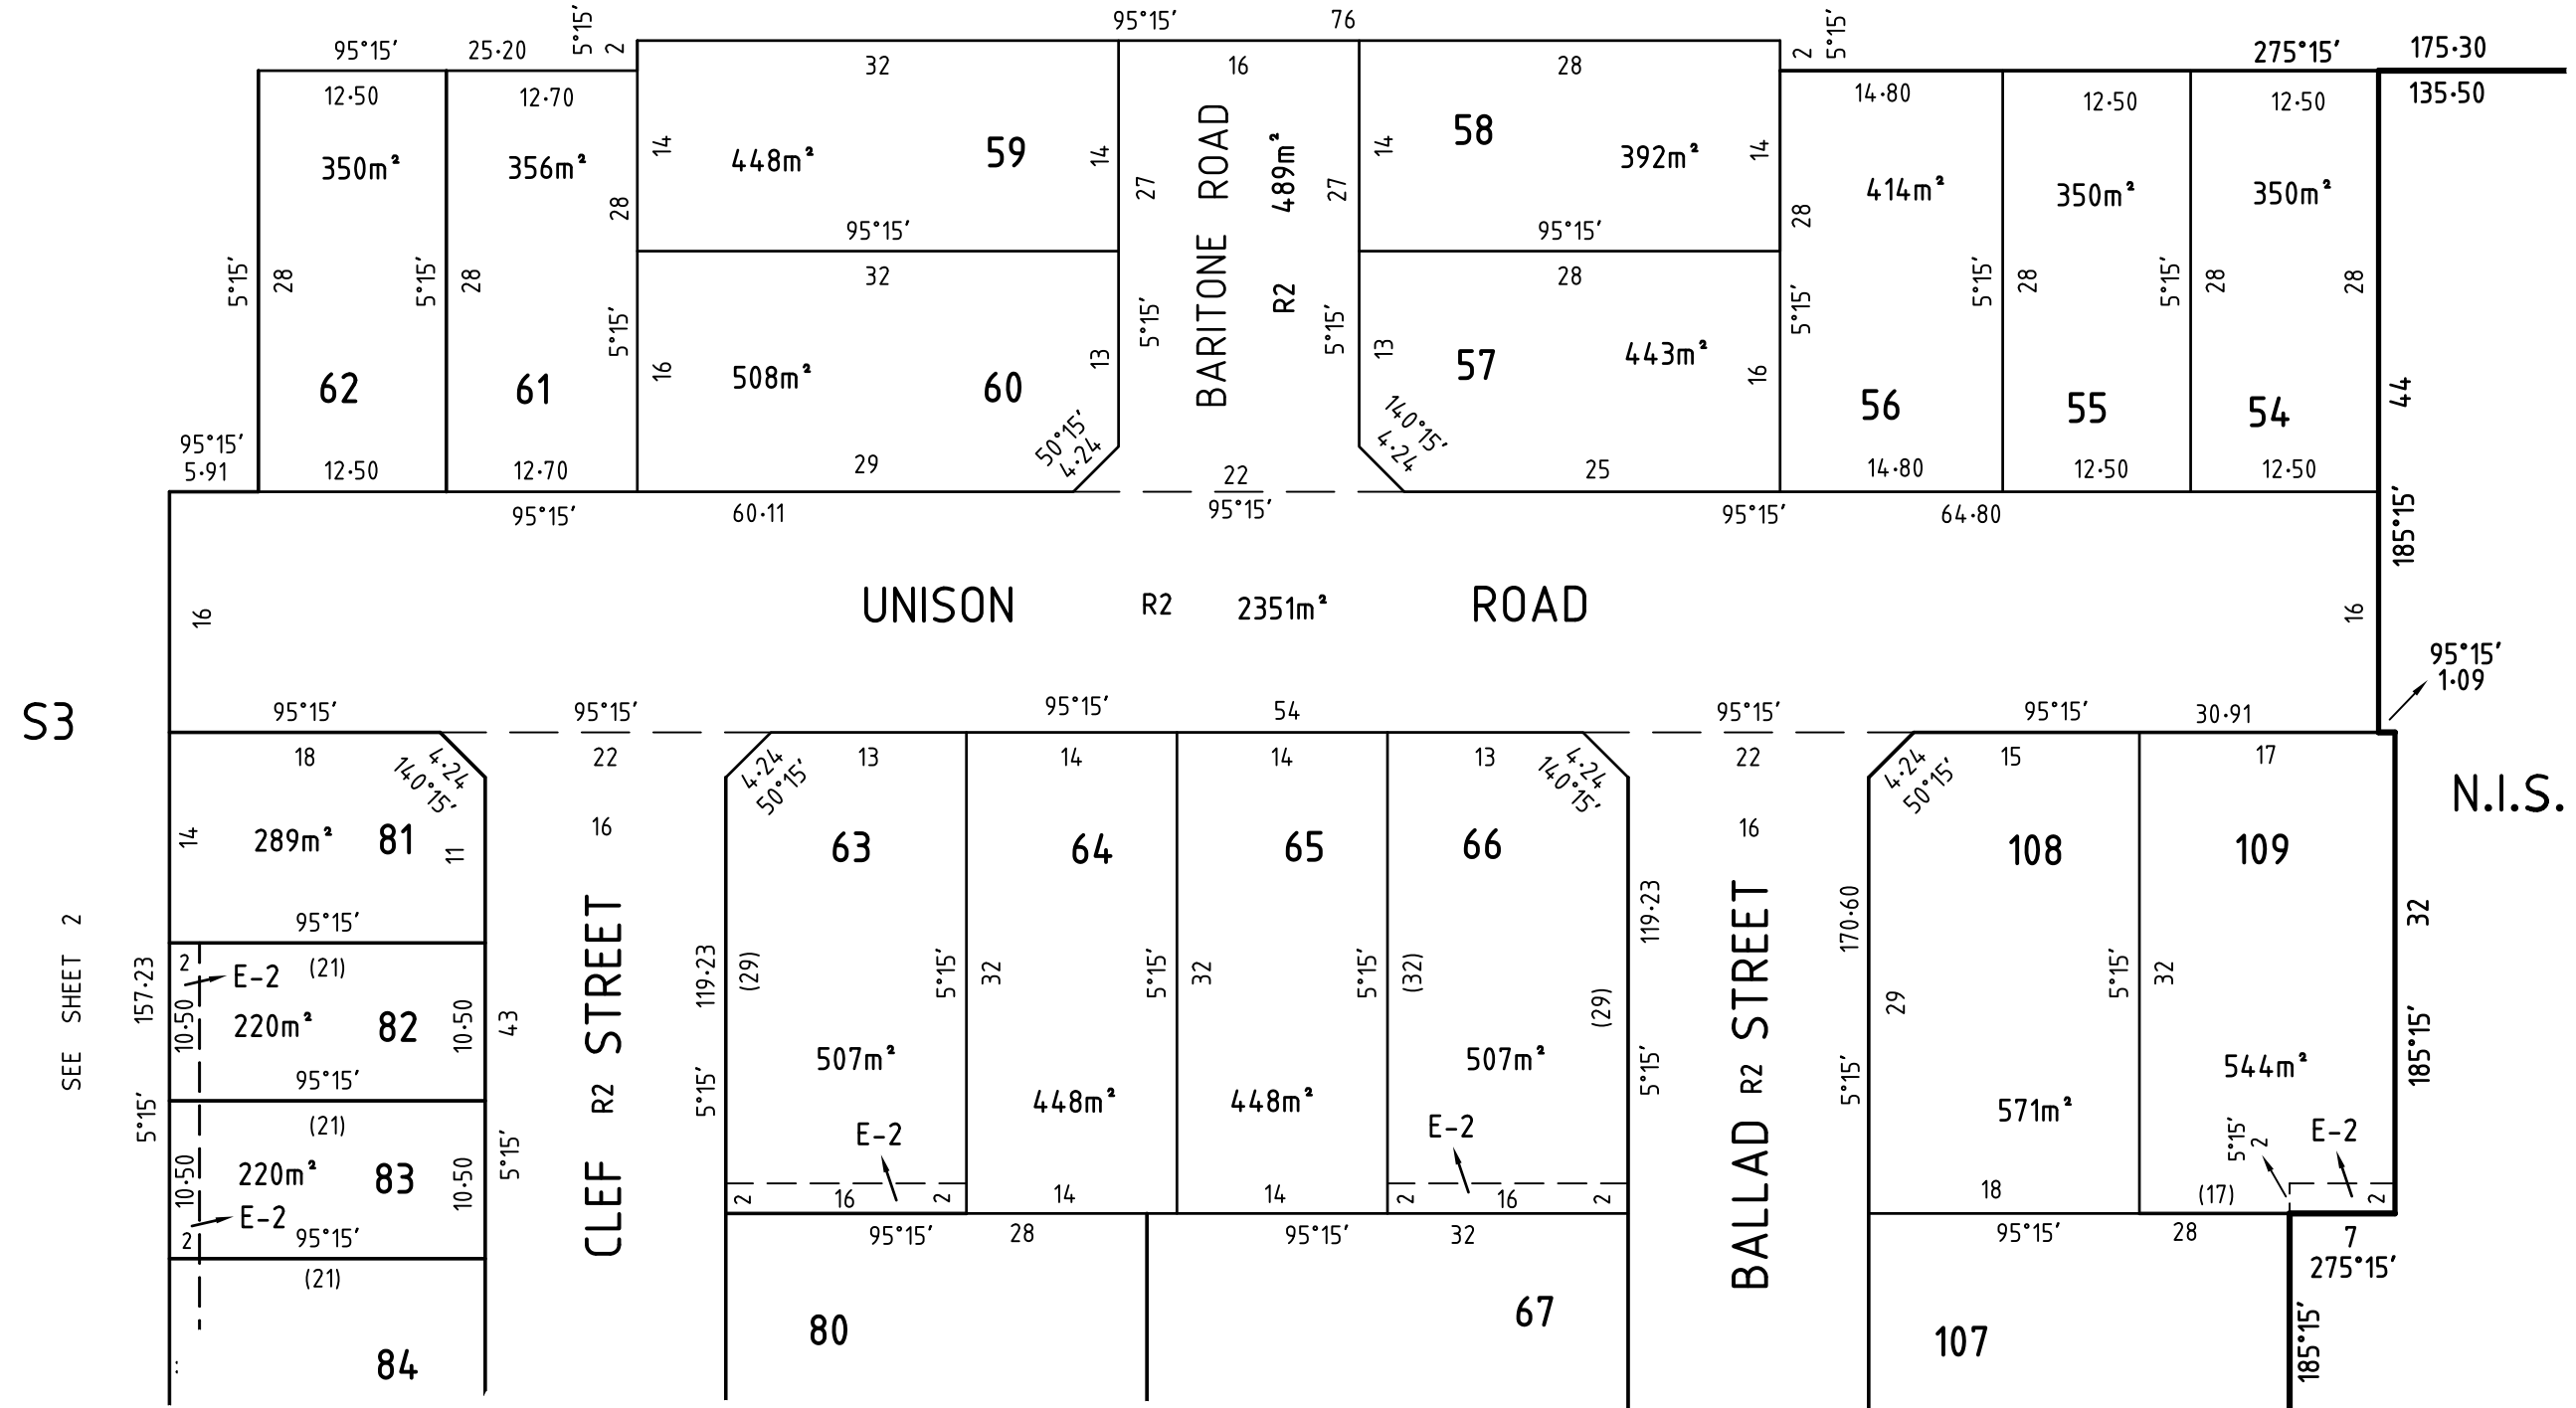 95°15′ 76
95°15′ 25·20 5°15′ 2
2 5°15′ 275°15′ 175·30
135·50
12·50 12·70 32 16 28 14·80 12·50 12·50
350m² 356m² 14 448m² 59 14 27 BARITONE ROAD 489m² 27 14 58 392m² 14 414m² 350m² 350m²
28 95°15′ 95°15′ 28
5°15′ 28 5°15′ 28 32 R2 28 5°15′ 28 5°15′ 28 28
5°15′ 5°15′ 5°15′ 5°15′
62 61 16 508m² 60 13 13 57 443m² 16 56 55 54 44
95°15′
5·91 12·50 12·70 29 50°15′ 4·24 22 140°15′ 4·24 25 14·80 12·50 12·50
95°15′ 60·11 95°15′ 95°15′ 64·80 185°15′
16 UNISON R2 2351m² ROAD 16
95°15′
1·09
S3 95°15′ 95°15′ 95°15′ 54 95°15′ 95°15′ 30·91
18 4·24 140°15′ 22 4·24 50°15′ 13 14 14 13 4·24 140°15′ 22 4·24 50°15′ 15 17
N.I.S.
14 289m² 81 11 16 63 64 65 66 16 108 109
95°15′
SEE SHEET 2
157·23 5°15′
2 E-2 (21)
10·50 220m² 82 10·50 43
95°15′
(21)
10·50 220m² 83 10·50 5°15′
E-2
2 95°15′
(21)
84
CLEF R2 STREET
119·23 (29) 5°15′ 32 5°15′ 32 5°15′ (32) (29) 119·23
5°15′ 507m² 448m² 448m² 507m² 5°15′
E-2 E-2
2 16 2 14 14 2 16 2
95°15′ 28 95°15′ 32
80 67
BALLAD R2 STREET
170·60 29 5°15′ 32 32
5°15′ 571m² 544m² 185°15′
5°15′ 2 E-2
18 (17) 2
95°15′ 28 7
275°15′
107 185°15′